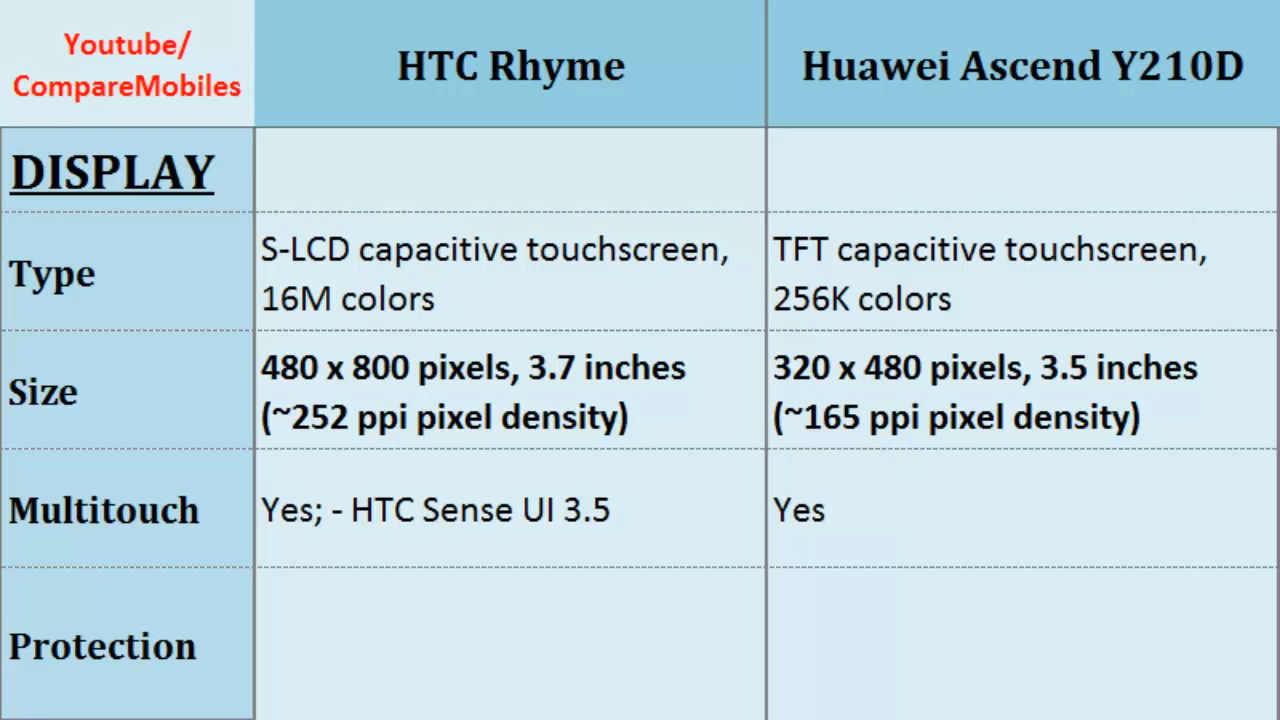 Youtube/
CompareMobiles
HTC Rhyme
Huawei Ascend Y210D
DISPLAY
Type
S-LCD capacitive touchscreen,
16M colors
TFT capacitive touchscreen,
256K colors
Size
480 x 800 pixels, 3.7 inches
(~252 ppi pixel density)
320 x 480 pixels, 3.5 inches
(~165 ppi pixel density)
Multitouch
Yes; - HTC Sense UI 3.5
Yes
Protection